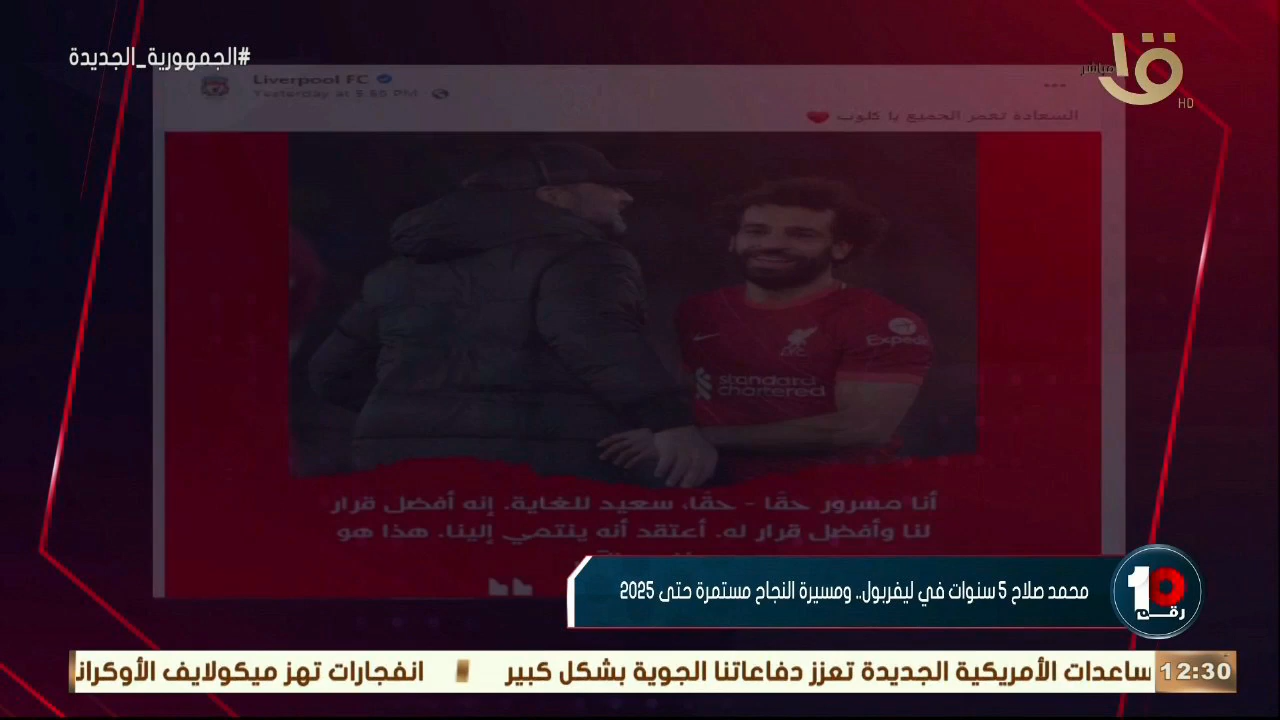 #الجمهورية_الجديدة
مباشر
HD
Liverpool FC
Yesterday at 5:50 PM
السعادة تغمر الجميع يا كلوب ❤
Expedia
LFC
standard
chartered
أنا مسرور حقًا - حقًا، سعيد للغاية. إنه أفضل قرار
لنا وأفضل قرار له. أعتقد أنه ينتمي إلينا. هذا هو
محمد صلاح 5 سنوات في ليفربول.. ومسيرة النجاح مستمرة حتى 2025
رقم 10
12:30 ساعدات الأمريكية الجديدة تعزز دفاعاتنا الجوية بشكل كبير انفجارات تهز ميكولايف الأوكران